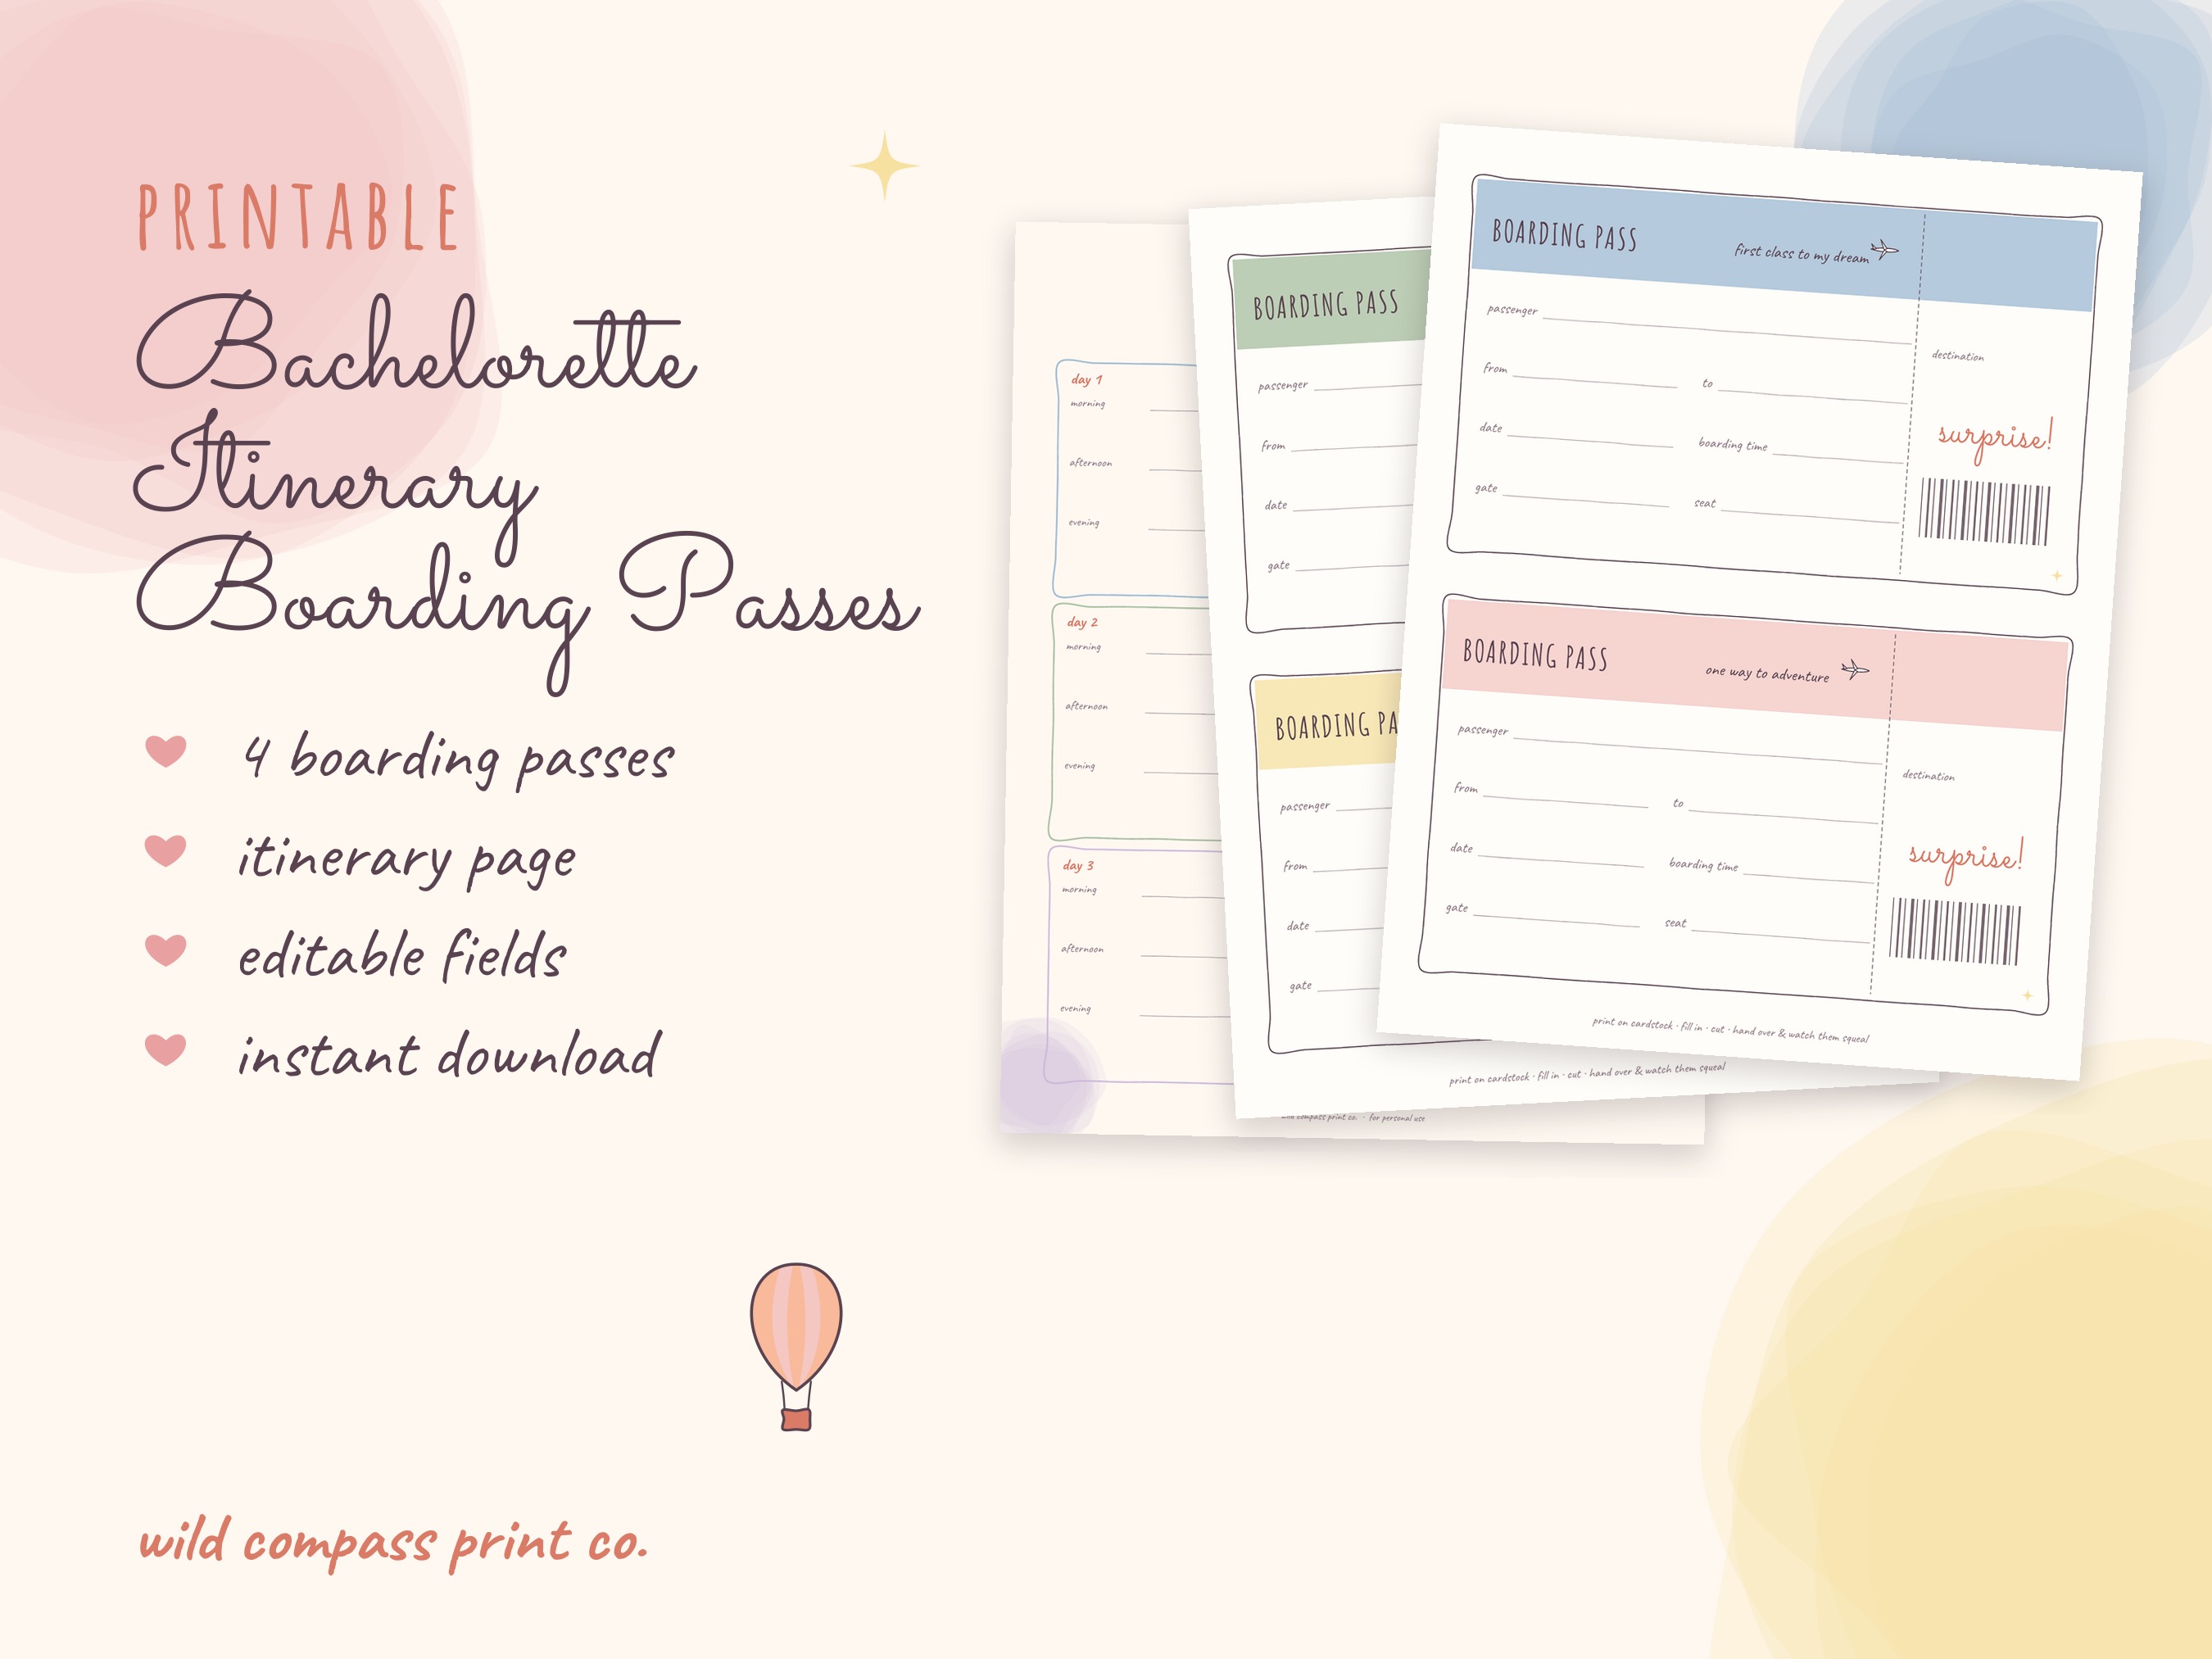 PRINTABLE
Bachelorette
Itinerary
Boarding Passes
4 boarding passes
itinerary page
editable fields
instant download
wild compass print co.
day 1
morning
afternoon
evening
day 2
morning
afternoon
evening
day 3
morning
afternoon
evening
wild compass print co. · for personal use
BOARDING PASS
passenger
from
date
gate
BOARDING PA
passenger
from
date
gate
print on cardstock · fill in · cut · hand over & watch them squeal
BOARDING PASS first class to my dream
passenger
from to
date boarding time
gate seat
destination
surprise!
BOARDING PASS one way to adventure
passenger
from to
date boarding time
gate seat
destination
surprise!
print on cardstock · fill in · cut · hand over & watch them squeal